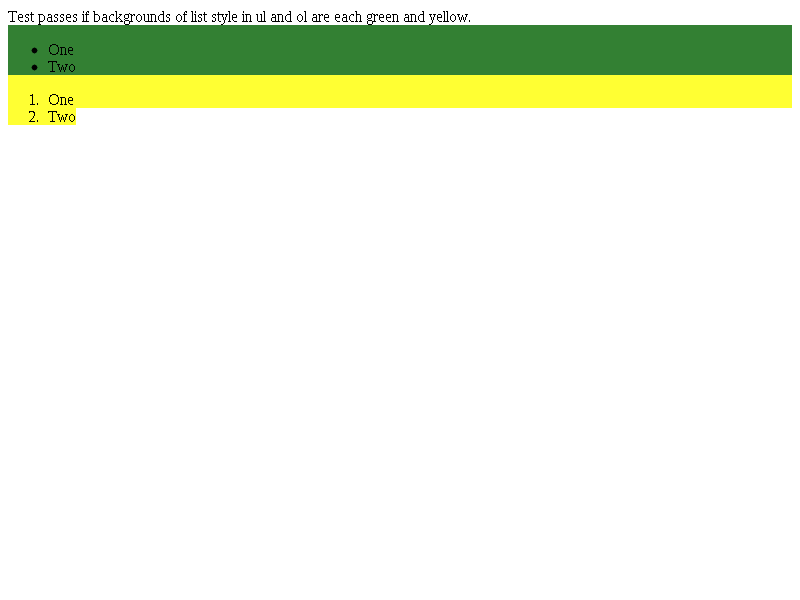 Test passes if backgrounds of list style in ul and ol are each green and yellow.
• One
• Two
1. One
2. Two